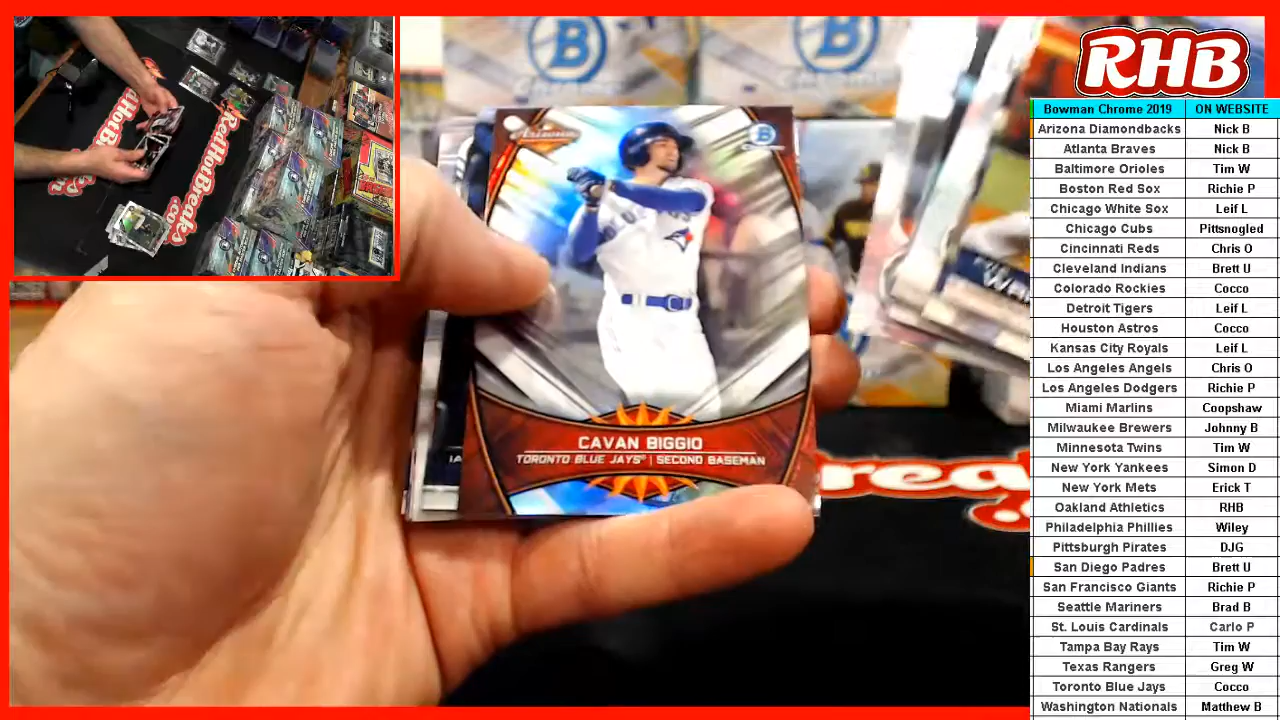 RHB
Bowman Chrome 2019 ON WEBSITE
Arizona Diamondbacks Nick B
Atlanta Braves Nick B
Baltimore Orioles Tim W
Boston Red Sox Richie P
Chicago White Sox Leif L
Chicago Cubs Pittsnogled
Cincinnati Reds Chris O
Cleveland Indians Brett U
Colorado Rockies Cocco
Detroit Tigers Leif L
Houston Astros Cocco
Kansas City Royals Leif L
Los Angeles Angels Chris O
Los Angeles Dodgers Richie P
Miami Marlins Coopshaw
Milwaukee Brewers Johnny B
Minnesota Twins Tim W
New York Yankees Simon D
New York Mets Erick T
Oakland Athletics RHB
Philadelphia Phillies Wiley
Pittsburgh Pirates DJG
San Diego Padres Brett U
San Francisco Giants Richie P
Seattle Mariners Brad B
St. Louis Cardinals Carlo P
Tampa Bay Rays Tim W
Texas Rangers Greg W
Toronto Blue Jays Cocco
Washington Nationals Matthew B
RedHotBreaks
.com
B
CHROME
B
CHROME
Arizona
B
CAVAN BIGGIO
TORONTO BLUE JAYS | SECOND BASEMAN
IA